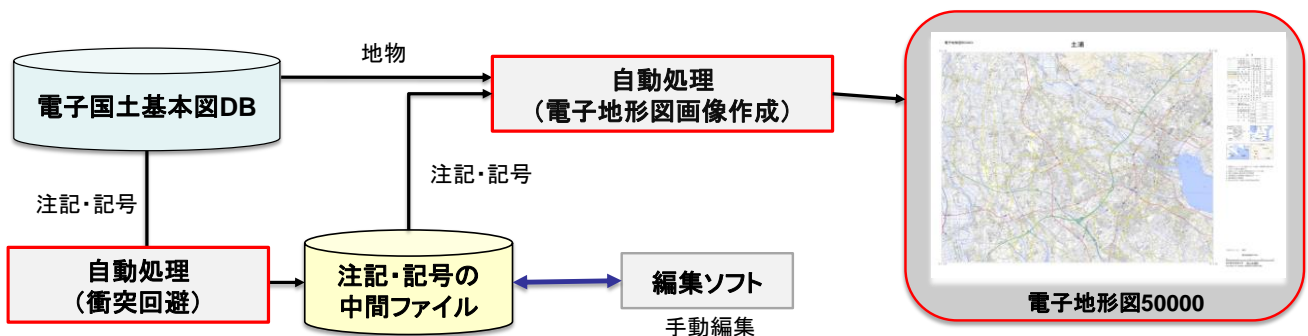 地物
電子国土基本図DB
自動処理
（電子地形図画像作成）
注記・記号
注記・記号
自動処理
（衝突回避）
注記・記号の
中間ファイル
編集ソフト
手動編集
土浦
電子地形図50000